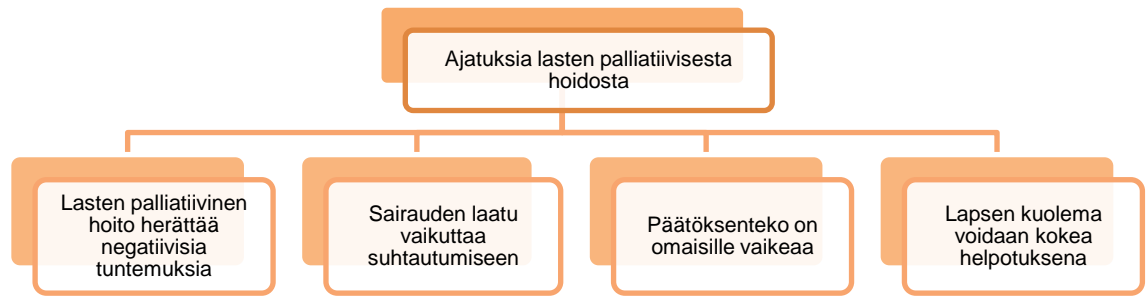 Ajatuksia lasten palliatiivisesta
hoidosta
Lasten palliatiivinen
hoito herättää
negatiivisia
tuntemuksia
Sairauden laatu
vaikuttaa
suhtautumiseen
Päätöksenteko on
omaisille vaikeaa
Lapsen kuolema
voidaan kokea
helpotuksena